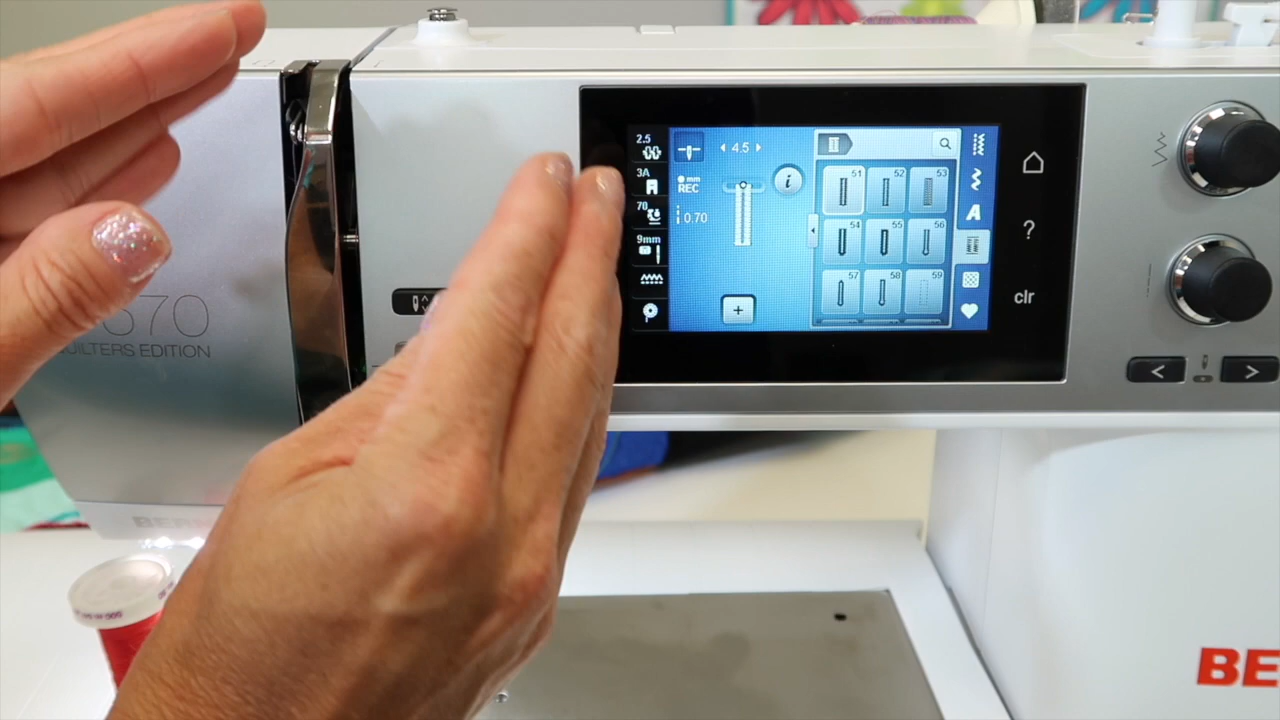 570
QUILTERS EDITION
2.5
3A
70
9mm
4.5
mm
REC
0.70
i
+
51 52 53
54 55 56
57 58 59
A
?
clr
< >
BE